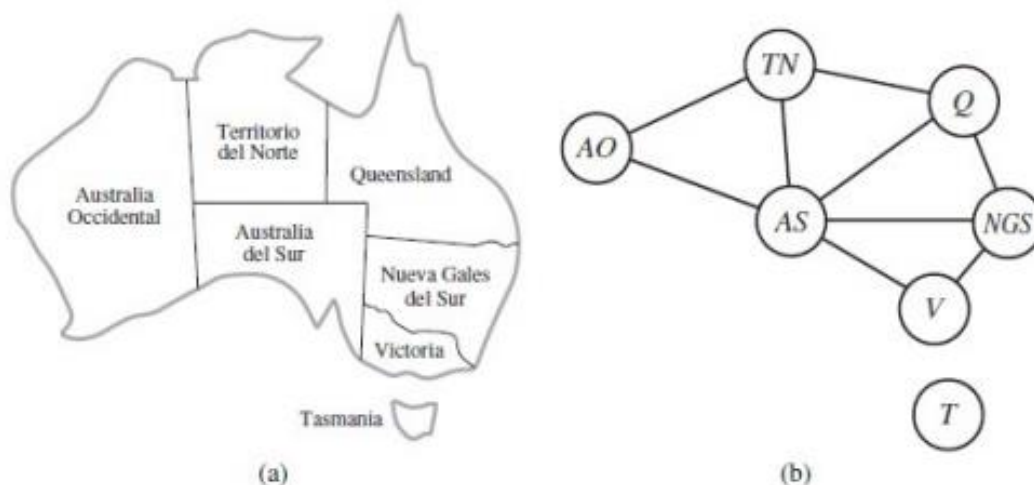 Territorio
del Norte
Queensland
Australia
Occidental
Australia
del Sur
Nueva Gales
del Sur
Victoria
Tasmania
(a)
TN
Q
AO
AS
NGS
V
T
(b)